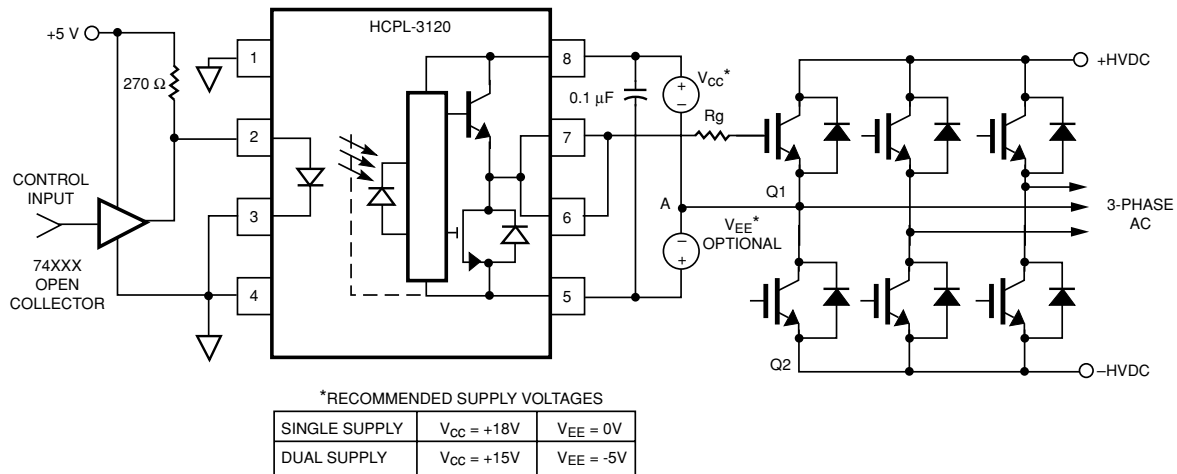 HCPL-3120
+5 V
270 Ω
1
2
3
4
8
7
6
5
CONTROL
INPUT
74XXX
OPEN
COLLECTOR
0.1 µF
+
VCC*
−
Rg
A
−
VEE*
OPTIONAL
+
Q1
Q2
+HVDC
3-PHASE
AC
–HVDC
*RECOMMENDED SUPPLY VOLTAGES
SINGLE SUPPLY VCC = +18V VEE = 0V
DUAL SUPPLY VCC = +15V VEE = -5V